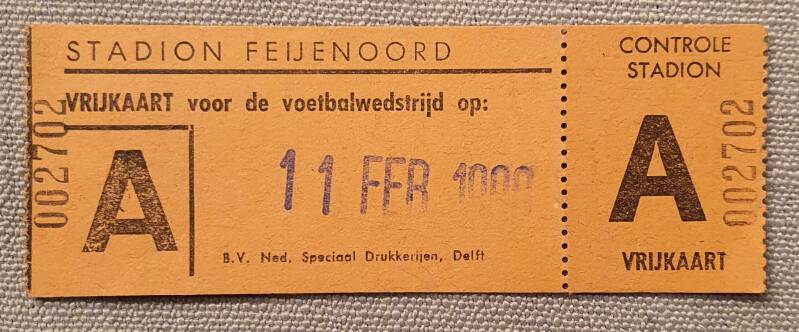 STADION FEIJENOORD
VRIJKAART voor de voetbalwedstrijd op:
002702
A
11 FEB
B.V. Ned. Speciaal Drukkerijen, Delft
CONTROLE
STADION
A
002702
VRIJKAART